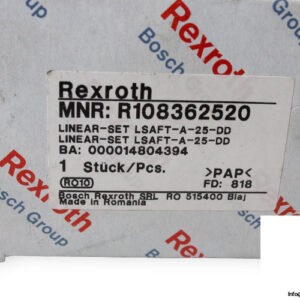 Rexroth
Bosch Group
Rexroth
MNR: R108362520
LINEAR-SET LSAFT-A-25-DD
LINEAR-SET LSAFT-A-25-DD
BA: 000014804394
1 Stück/Pcs.
>PAP<
RO10
FD: 818
Bosch Rexroth SRL RO 515400 Blaj
Made in Romania
Bosch Group